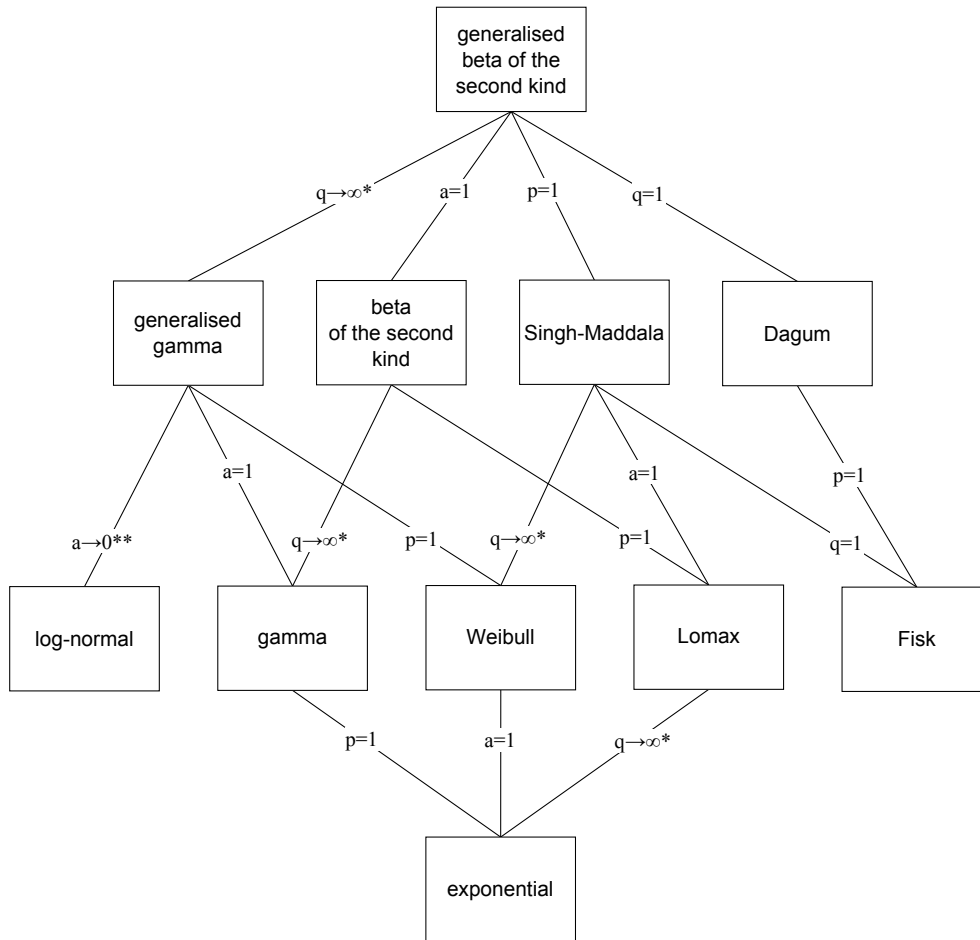 generalised
beta of the
second kind
q→∞*
a=1
p=1
q=1
generalised
gamma
beta
of the second
kind
Singh-Maddala
Dagum
a→0**
a=1
q→∞*
p=1
q→∞*
p=1
a=1
q=1
p=1
log-normal
gamma
Weibull
Lomax
Fisk
p=1
a=1
q→∞*
exponential